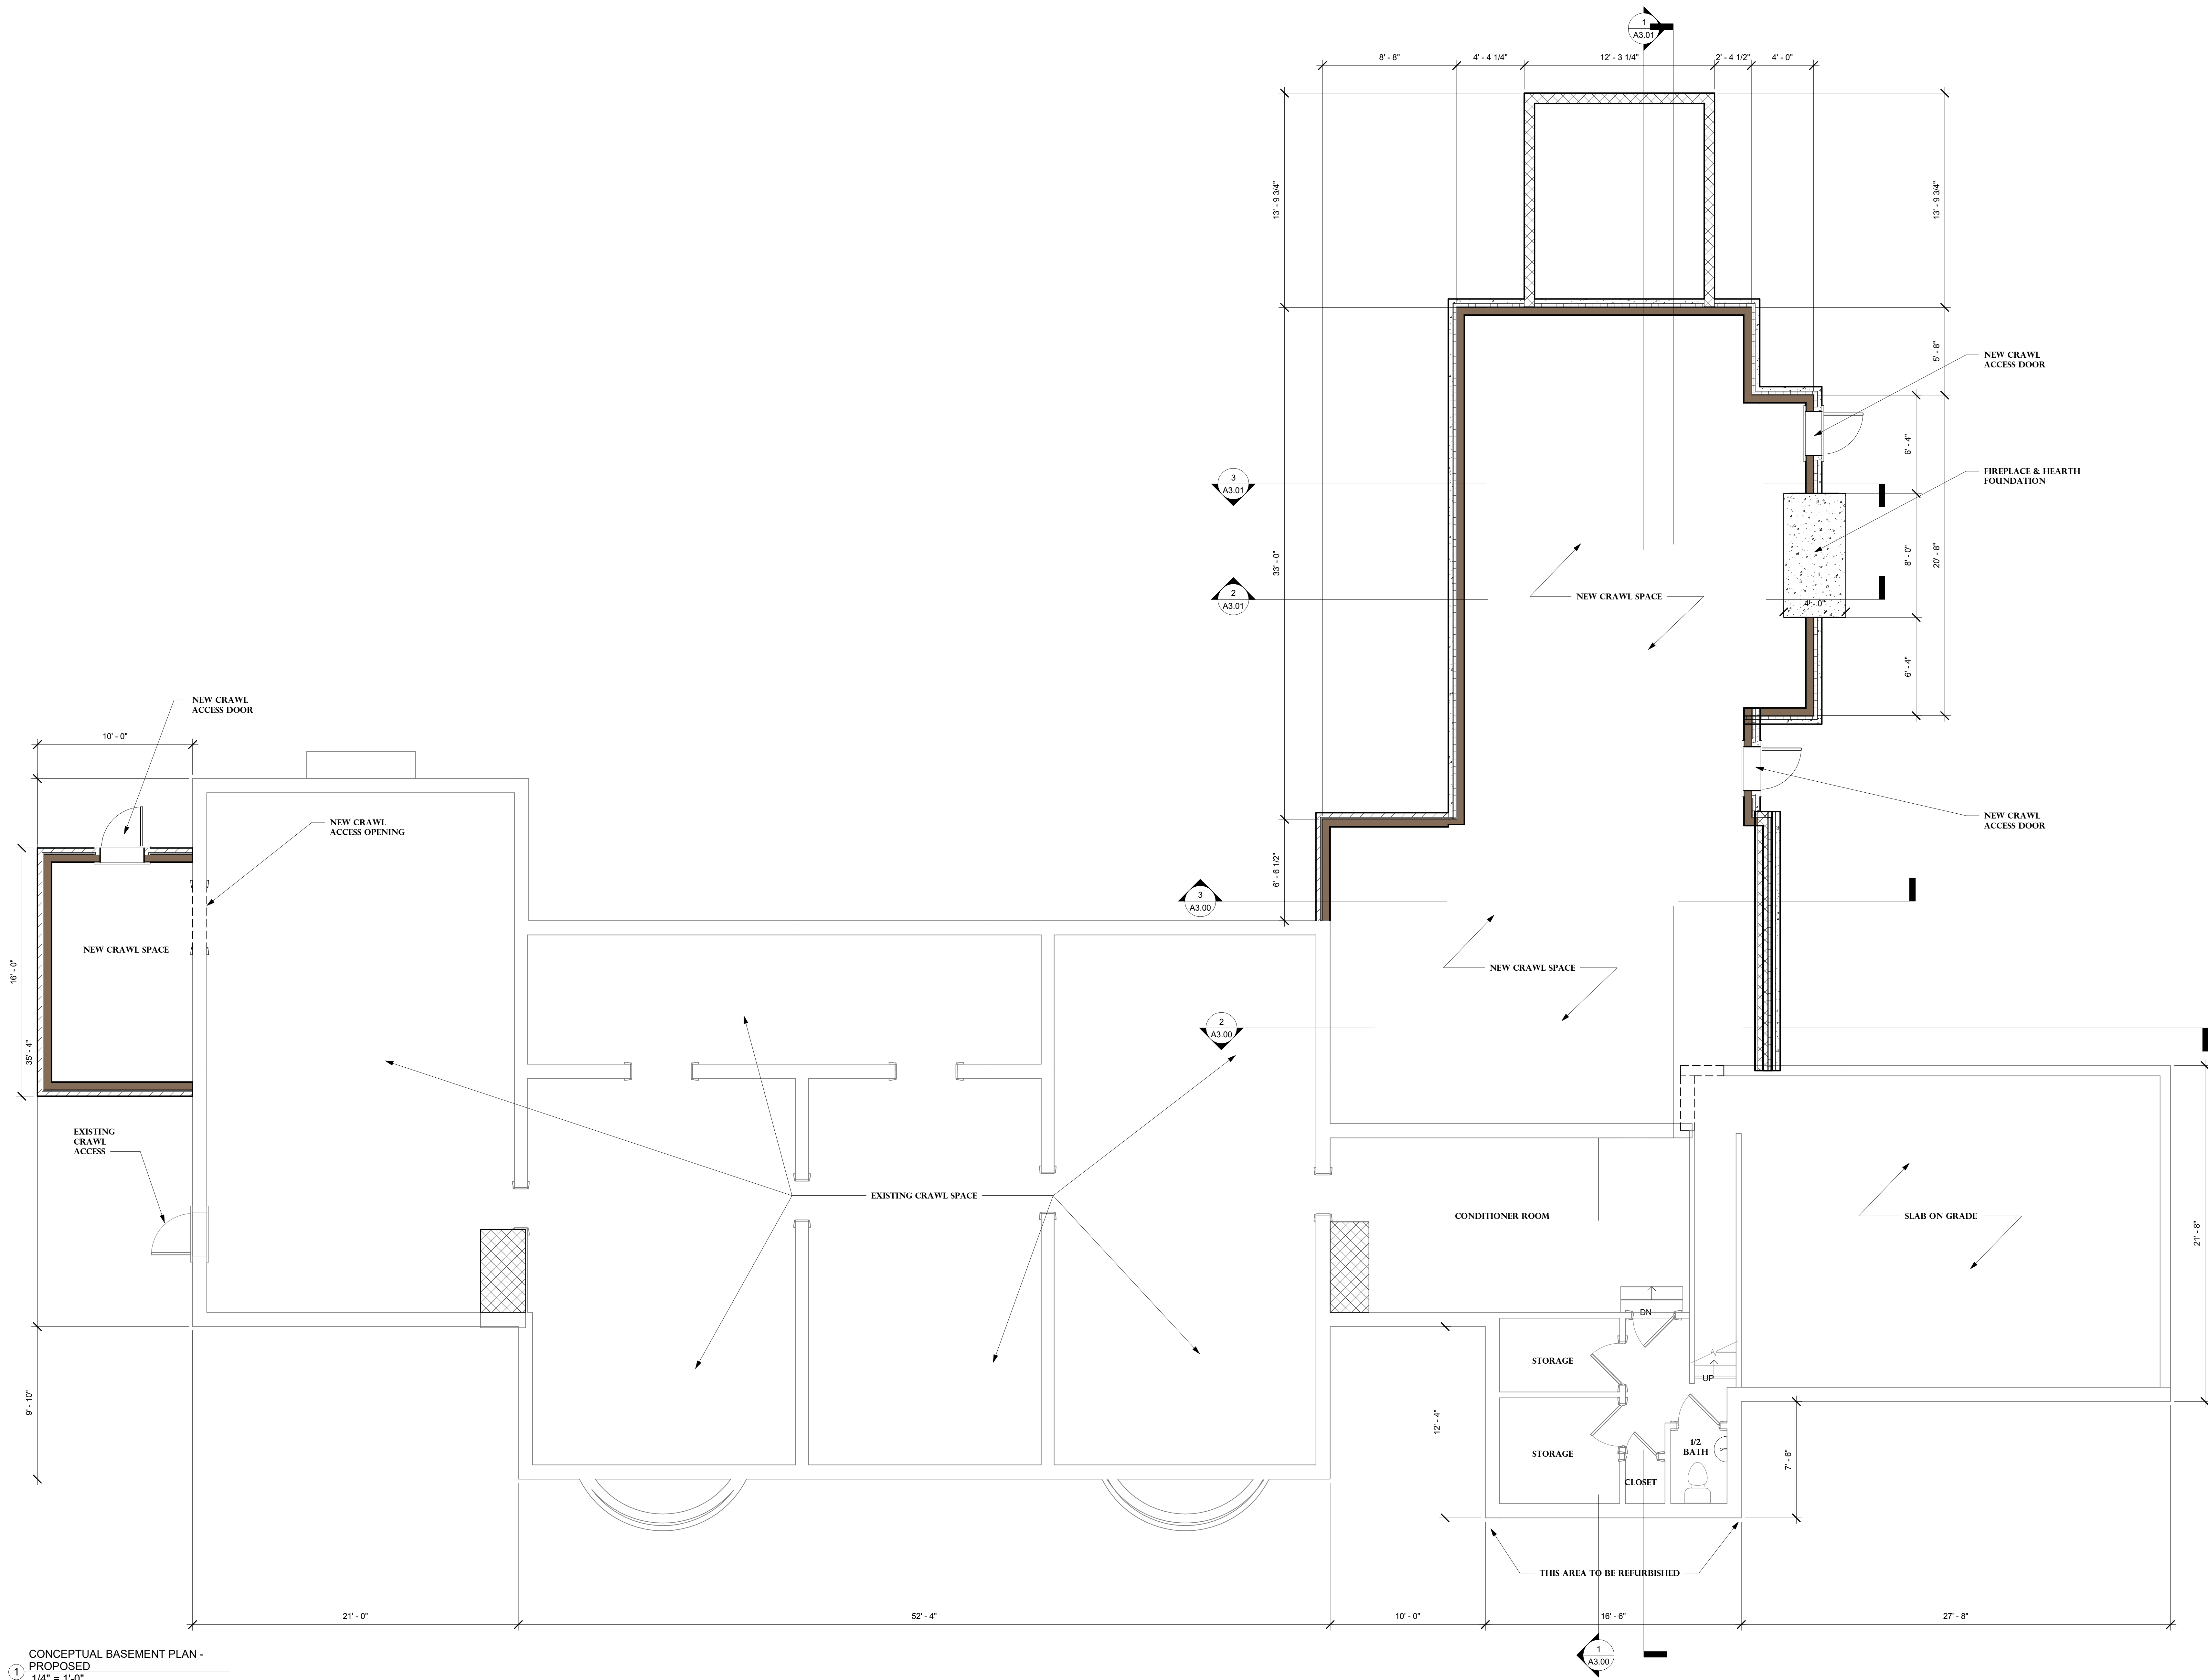 1
A3.01
8' - 8"
4' - 4 1/4"
12' - 3 1/4"
2' - 4 1/2"
4' - 0"
13' - 9 3/4"
13' - 9 3/4"
5' - 8"
NEW CRAWL
ACCESS DOOR
6' - 4"
FIREPLACE & HEARTH
FOUNDATION
3
A3.01
33' - 0"
8' - 0"
20' - 8"
2
A3.01
NEW CRAWL SPACE
4' - 0"
6' - 4"
NEW CRAWL
ACCESS DOOR
10' - 0"
NEW CRAWL
ACCESS OPENING
NEW CRAWL
ACCESS DOOR
6' - 6 1/2"
3
A3.00
NEW CRAWL SPACE
16' - 0"
NEW CRAWL SPACE
2
A3.00
35' - 4"
EXISTING
CRAWL
ACCESS
EXISTING CRAWL SPACE
CONDITIONER ROOM
SLAB ON GRADE
21' - 8"
DN
STORAGE
UP
9' - 10"
12' - 4"
STORAGE
1/2
BATH
7' - 6"
CLOSET
THIS AREA TO BE REFURBISHED
21' - 0"
52' - 4"
10' - 0"
16' - 6"
27' - 8"
1
A3.00
CONCEPTUAL BASEMENT PLAN -
PROPOSED
1
1/4" = 1'-0"